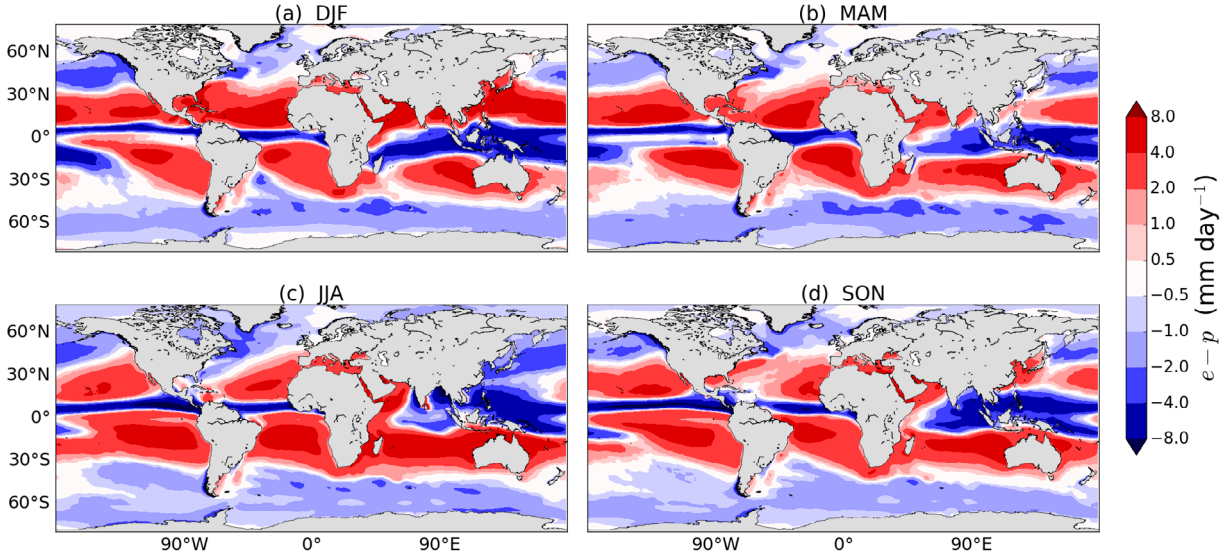 (a) DJF
(b) MAM
60°N
30°N
0°
30°S
60°S
(c) JJA
(d) SON
60°N
30°N
0°
30°S
60°S
90°W 0° 90°E
90°W 0° 90°E
8.0
4.0
2.0
1.0
0.5
−0.5
−1.0
−2.0
−4.0
−8.0
e − p (mm day⁻¹)